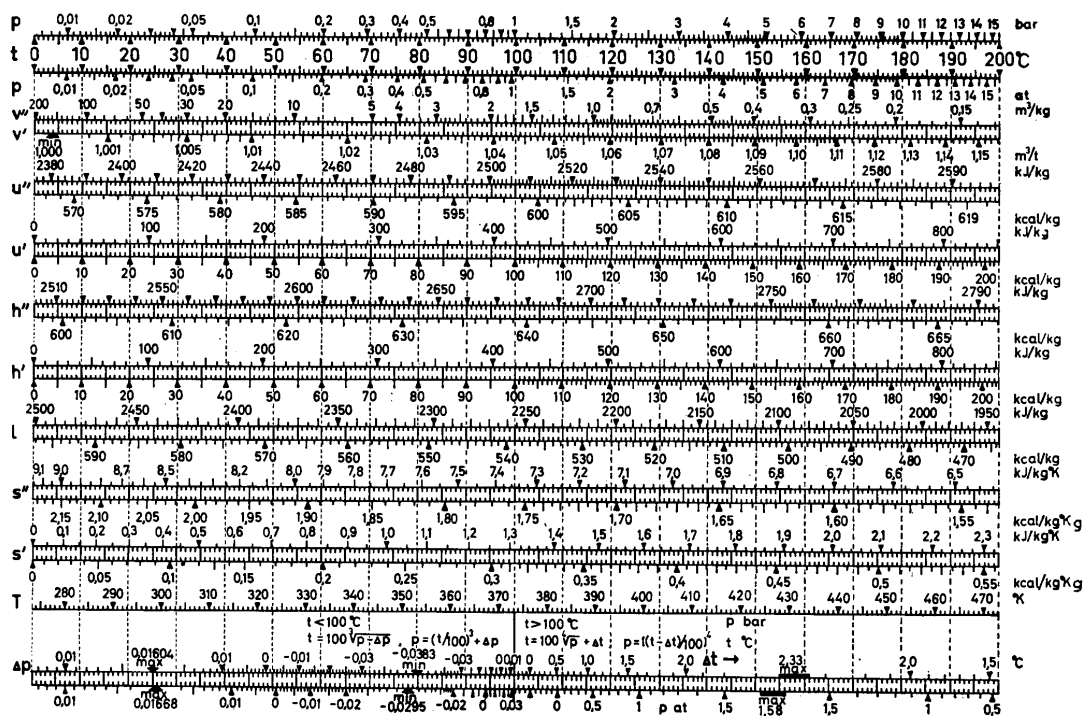 p 0,01 0,02 0,05 0,1 0,2 0,3 0,4 0,5 0,8 1 1,5 2 3 4 5 6 7 8 9 10 11 12 13 14 15 bar
t 0 10 20 30 40 50 60 70 80 90 100 110 120 130 140 150 160 170 180 190 200 °C
p 0,01 0,02 0,05 0,1 0,2 0,3 0,4 0,5 0,8 1 2 3 4 5 6 7 8 9 10 11 12 13 14 15 at
v" 200 100 50 30 20 10 5 4 3 2 1,5 1,0 0,7 0,5 0,4 0,3 0,25 0,2 0,15 m³/kg
v' min
1,000 1,001 1,005 1,01 1,02 1,03 1,04 1,05 1,06 1,07 1,08 1,09 1,10 1,11 1,12 1,13 1,14 1,15 m³/t
2380 2400 2420 2440 2460 2480 2500 2520 2540 2560 2580 2590 kJ/kg
u"
570 575 580 585 590 595 600 605 610 615 619 kcal/kg
0 100 200 300 400 500 600 700 800 kJ/kg
u'
0 10 20 30 40 50 60 70 80 90 100 110 120 130 140 150 160 170 180 190 200 kcal/kg
2510 2550 2600 2650 2700 2750 2790 kJ/kg
h"
600 610 620 630 640 650 660 665 kcal/kg
0 100 200 300 400 500 600 700 800 kJ/kg
h'
0 10 20 30 40 50 60 70 80 90 100 110 120 130 140 150 160 170 180 190 200 kcal/kg
2500 2450 2400 2350 2300 2250 2200 2150 2100 2050 2000 1950 kJ/kg
l
590 580 570 560 550 540 530 520 510 500 490 480 470 kcal/kg
9,1 9,0 8,7 8,5 8,2 8,0 7,9 7,8 7,7 7,6 7,5 7,4 7,3 7,2 7,1 7,0 6,9 6,8 6,7 6,6 6,5 kJ/kg°K
s"
2,15 2,10 2,05 2,00 1,95 1,90 1,85 1,80 1,75 1,70 1,65 1,60 1,55 kcal/kg°K g
0 0,1 0,2 0,3 0,4 0,5 0,6 0,7 0,8 0,9 1,0 1,1 1,2 1,3 1,4 1,5 1,6 1,7 1,8 1,9 2,0 2,1 2,2 2,3 kJ/kg°K
s'
0 0,05 0,1 0,15 0,2 0,25 0,3 0,35 0,4 0,45 0,5 0,55 kcal/kg°K g
T 280 290 300 310 320 330 340 350 360 370 380 390 400 410 420 430 440 450 460 470 °K
t<100 °C t>100 °C p bar
t=100 ∛p-Δp , p=(t/100)³+Δp t=100 ∜p + Δt p=((t-Δt)/100)⁴ t °C
0,01 0,01604 0,01 0 -0,01 -0,03 -0,0383 -0,03 0 0,01 0 0,5 1,0 1,5 2,0 Δt → 2,33 2,0 1,5 °C
max min max
Δp
max min max
0,01 0,01668 0,01 0 -0,01 -0,02 -0,0295 -0,02 0 0,03 0 0,5 1 p at 1,5 1,58 1,5 1 0,5